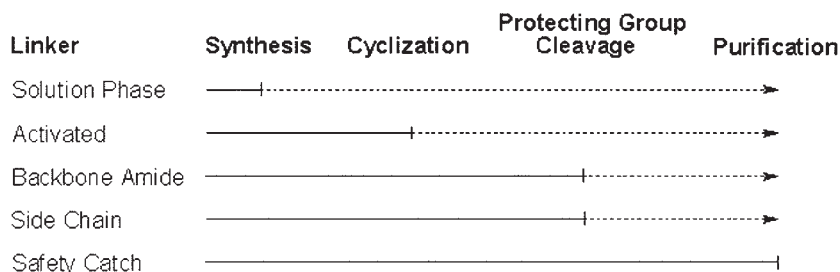 Protecting Group
Linker Synthesis Cyclization Cleavage Purification
Solution Phase
Activated
Backbone Amide
Side Chain
Safety Catch